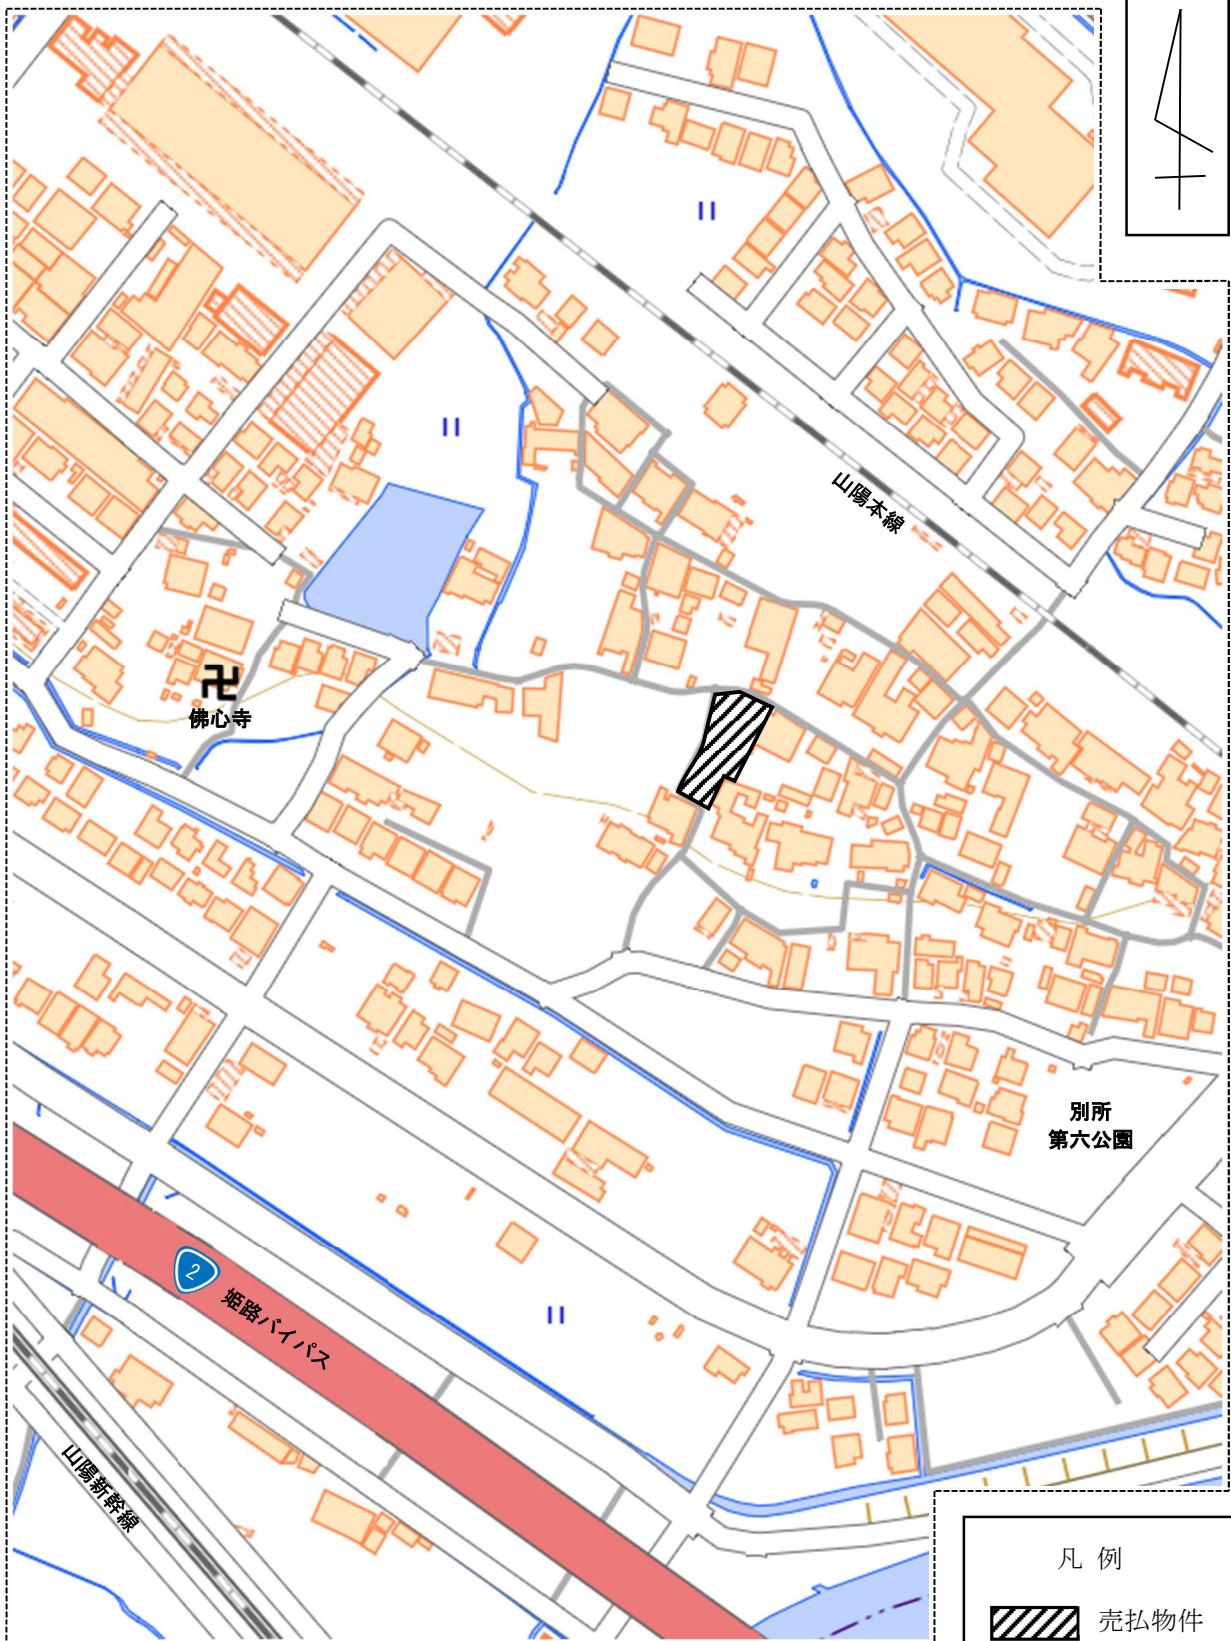 山陽本線
佛心寺
別所
第六公園
2
姫路バイパス
山陽新幹線
凡 例
売払物件